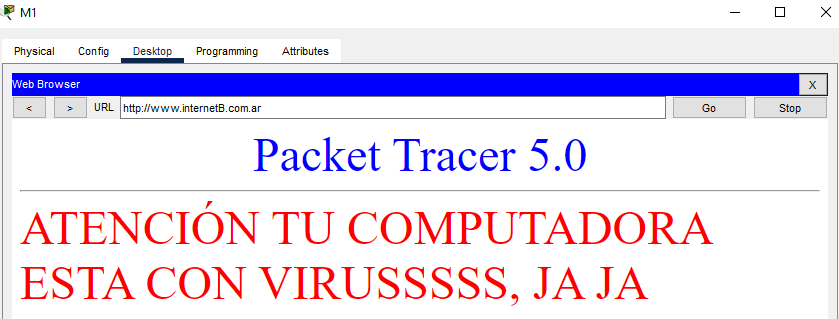 M1
Physical Config Desktop Programming Attributes
Web Browser X
< > URL http://www.internetB.com.ar Go Stop
Packet Tracer 5.0
ATENCIÓN TU COMPUTADORA
ESTA CON VIRUSSSSS, JA JA